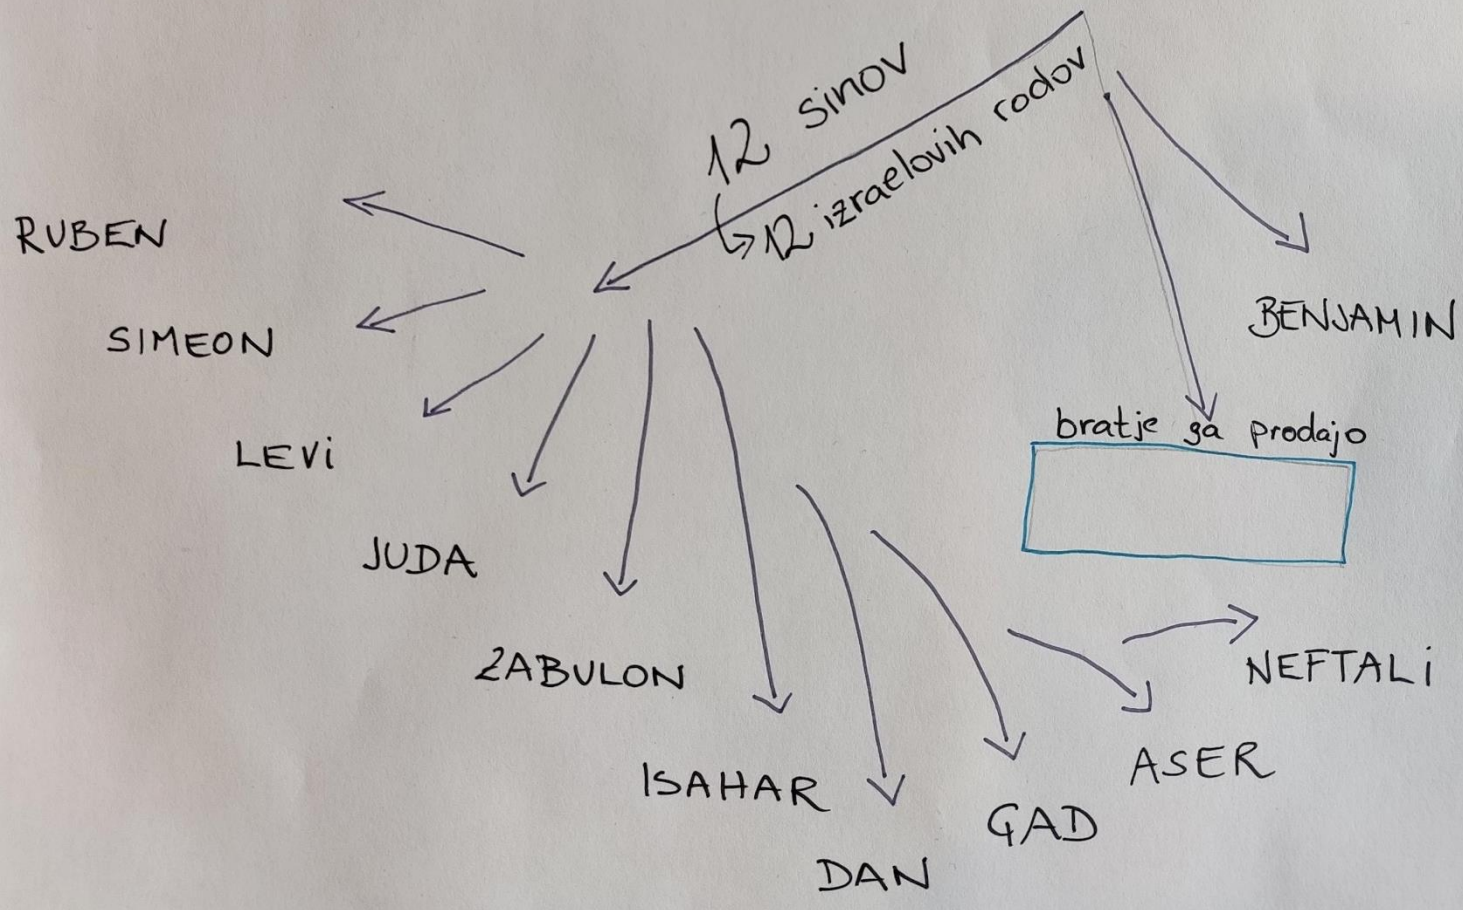 12 sinov
12 izraelovih rodov
RUBEN
SIMEON
LEVi
JUDA
ZABULON
ISAHAR
DAN
GAD
ASER
NEFTALi
bratje ga prodajo
BENJAMIN